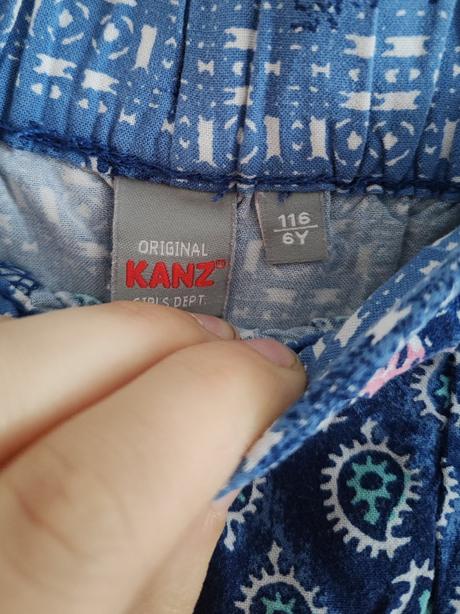 ORIGINAL
KANZ
GIRLS DEPT.
116
6Y